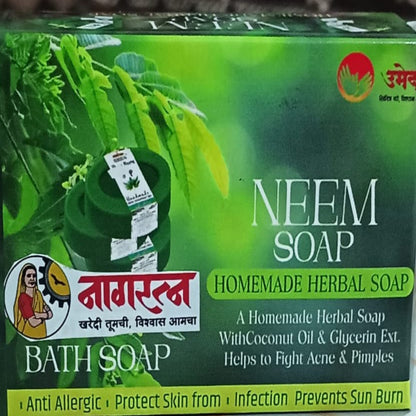 उमेद
NEEM
SOAP
HOMEMADE HERBAL SOAP
A Homemade Herbal Soap
WithCoconut Oil & Glycerin Ext.
Helps to Fight Acne & Pimples
नागरत्न
खरेदी तूमची, विश्वास आमचा
BATH SOAP
Anti Allergic | Protect Skin from | Infection Prevents Sun Burn